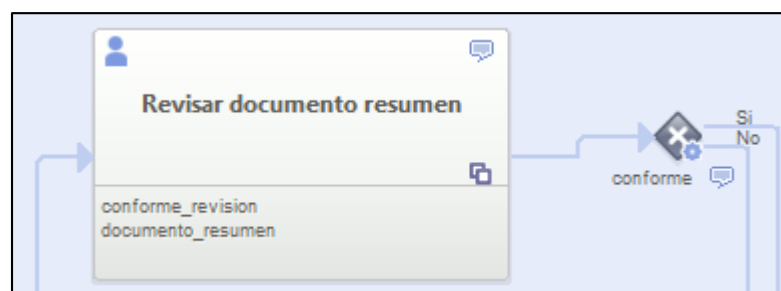 Revisar documento resumen
conforme_revision
documento_resumen
Si
No
conforme